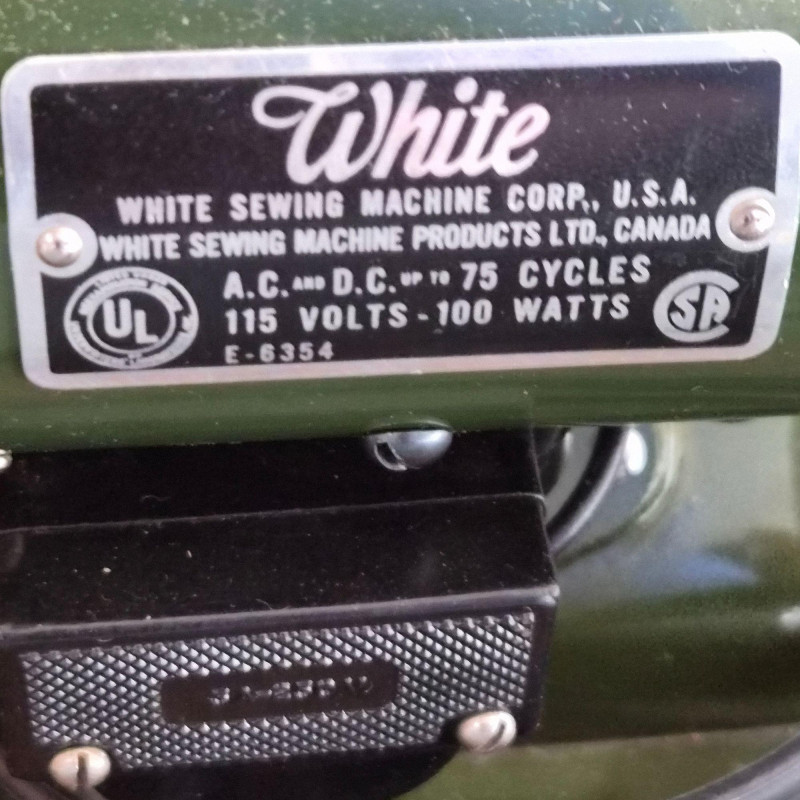 White
WHITE SEWING MACHINE CORP., U.S.A.
WHITE SEWING MACHINE PRODUCTS LTD., CANADA
A.C. AND D.C. UP TO 75 CYCLES
115 VOLTS - 100 WATTS
E-6354
UL
SA